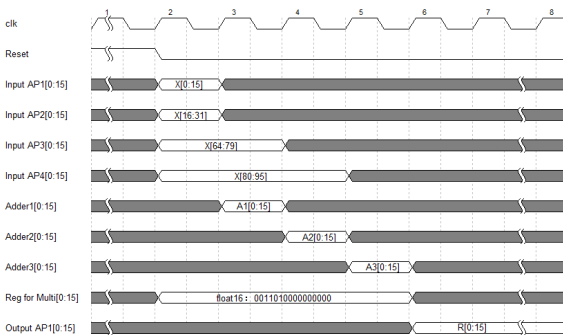 1 2 3 4 5 6 7 8
clk
Reset
Input AP1[0:15] X[0:15]
Input AP2[0:15] X[16:31]
Input AP3[0:15] X[64:79]
Input AP4[0:15] X[80:95]
Adder1[0:15] A1[0:15]
Adder2[0:15] A2[0:15]
Adder3[0:15] A3[0:15]
Reg for Multi[0:15] float16： 0011010000000000
Output AP1[0:15] R[0:15]